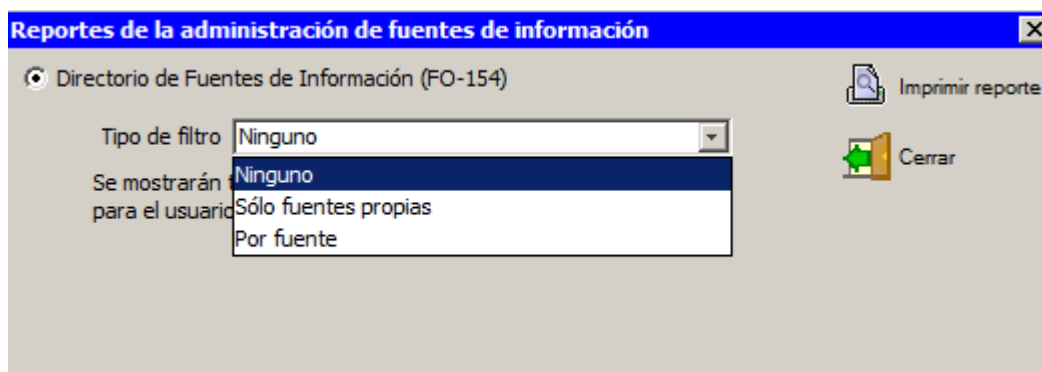 Reportes de la administración de fuentes de información
Directorio de Fuentes de Información (FO-154)
Imprimir reporte
Tipo de filtro Ninguno
Cerrar
Ninguno
Se mostrarán
Sólo fuentes propias
para el usuario
Por fuente